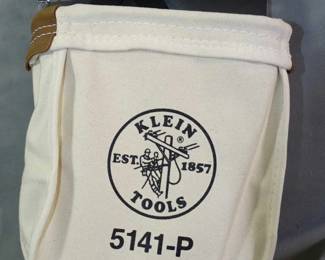 KLEIN
®
EST. 1857
TOOLS
5141-P